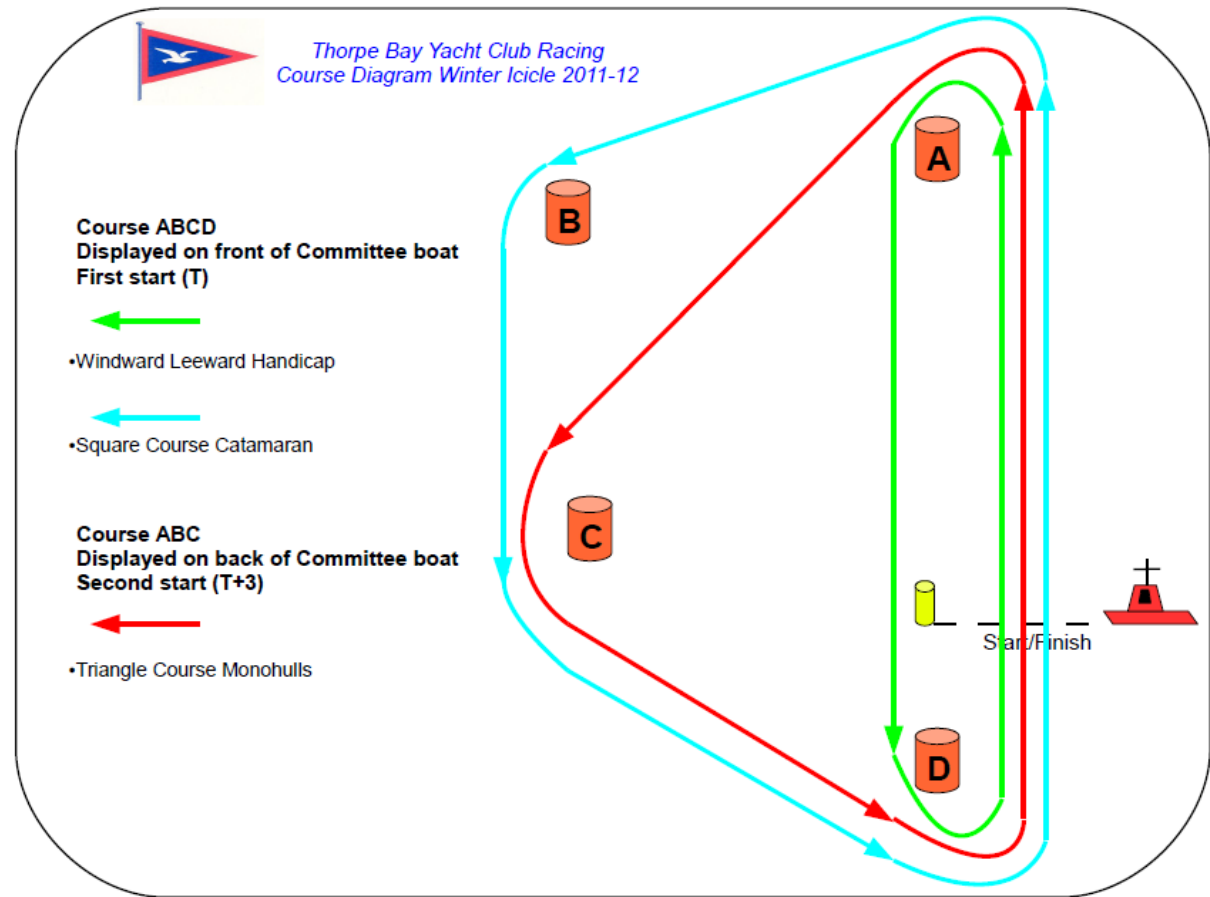 Thorpe Bay Yacht Club Racing
Course Diagram Winter Icicle 2011-12
A
B
Course ABCD
Displayed on front of Committee boat
First start (T)
•Windward Leeward Handicap
•Square Course Catamaran
C
Course ABC
Displayed on back of Committee boat
Second start (T+3)
Start/Finish
•Triangle Course Monohulls
D